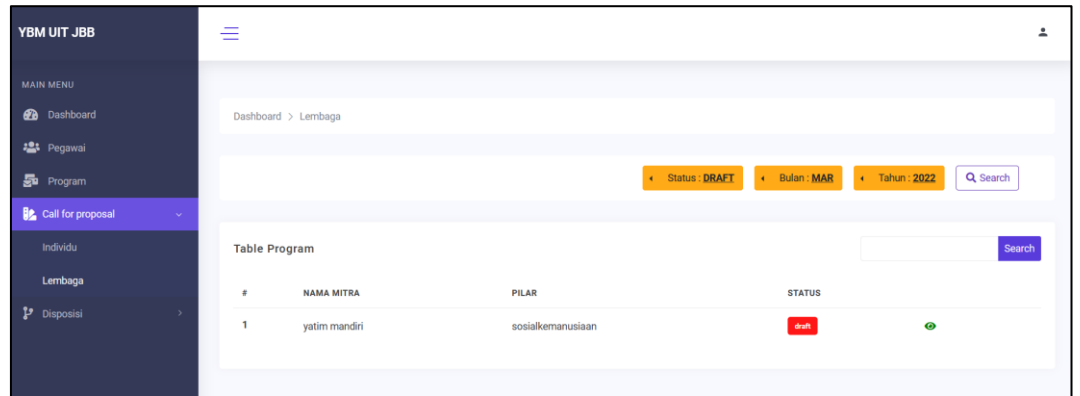 YBM UIT JBB
MAIN MENU
Dashboard
Pegawai
Program
Call for proposal
Individu
Lembaga
Disposisi
Dashboard > Lembaga
Status : DRAFT Bulan : MAR Tahun : 2022 Search
Table Program Search
# NAMA MITRA PILAR STATUS
1 yatim mandiri sosialkemanusiaan draft